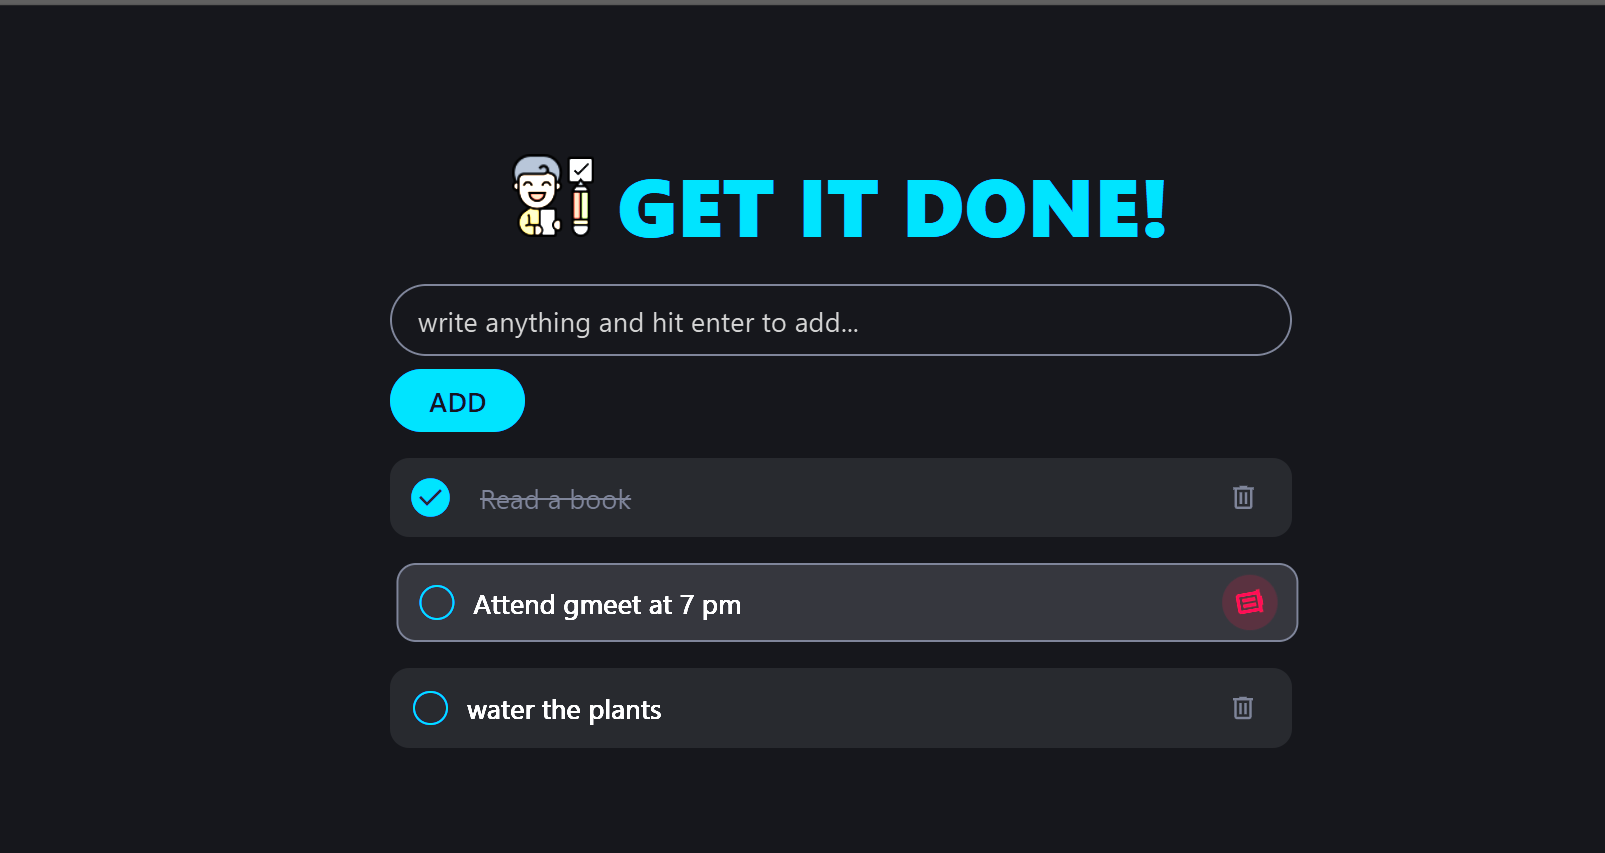 GET IT DONE!
write anything and hit enter to add...
ADD
Read a book
Attend gmeet at 7 pm
water the plants